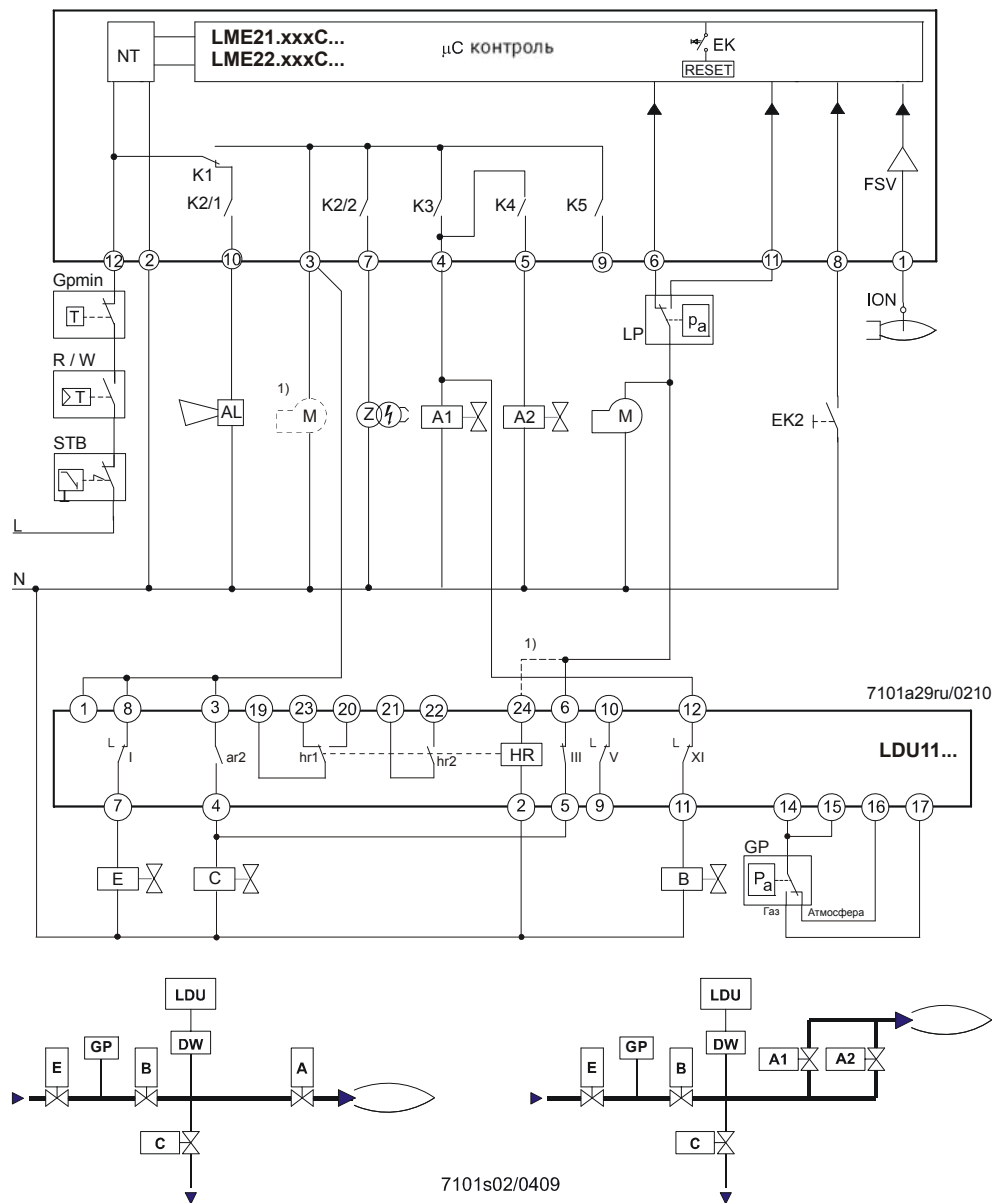 LME21.xxxC...
LME22.xxxC...
NT
µC контроль
EK
RESET
FSV
K1
K2/1
K2/2
K3
K4
K5
12
2
10
3
7
4
5
9
6
11
8
1
Gpmin
T
ION
LP
pa
R / W
T
1)
AL
M
Z
A1
A2
M
EK2
STB
L
N
1)
7101a29ru/0210
1
8
3
19
23
20
21
22
24
6
10
12
LDU11...
L
I
ar2
hr1
hr2
HR
III
L
V
L
XI
7
4
2
5
9
11
14
15
16
17
GP
E
C
B
Pa
Газ
Атмосфера
LDU
LDU
E
GP
B
DW
A
E
GP
B
DW
A1
A2
C
C
7101s02/0409